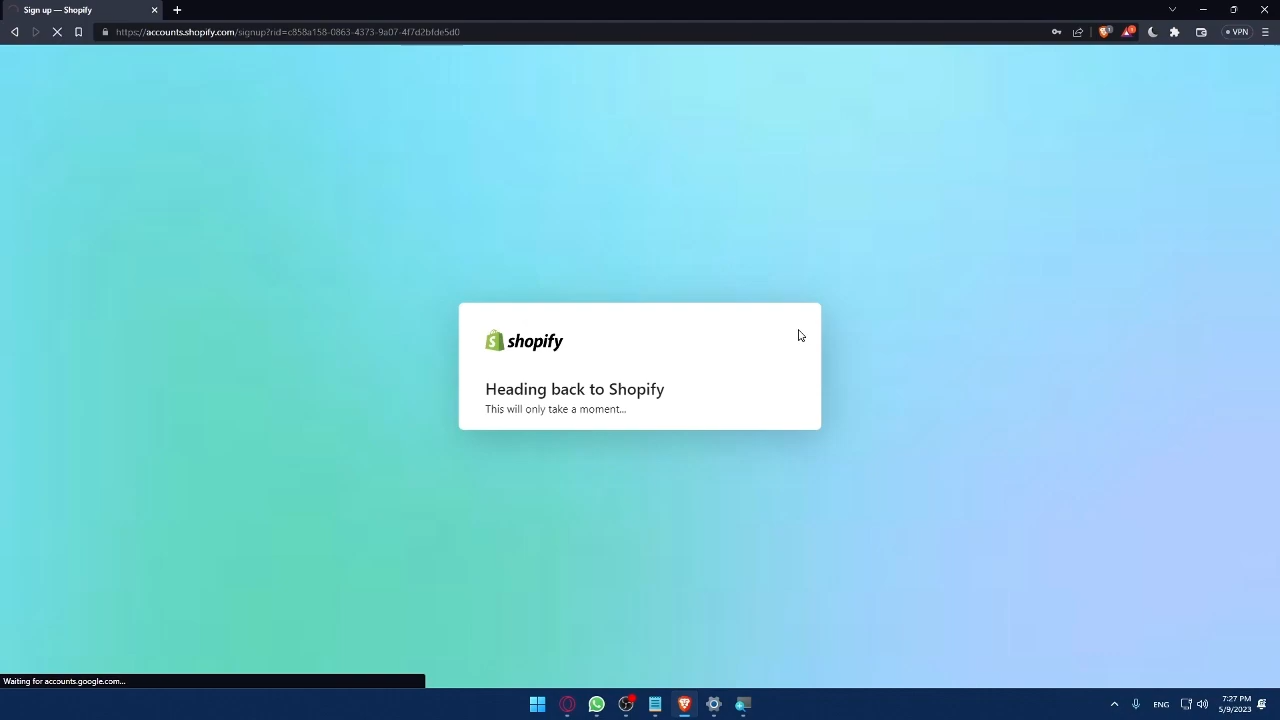 Sign up — Shopify
https://accounts.shopify.com/signup?rid=c858a158-0863-4373-9a07-4f7d2bfde5d0
VPN
shopify
Heading back to Shopify
This will only take a moment...
Waiting for accounts.google.com...
ENG
7:27 PM
5/9/2023